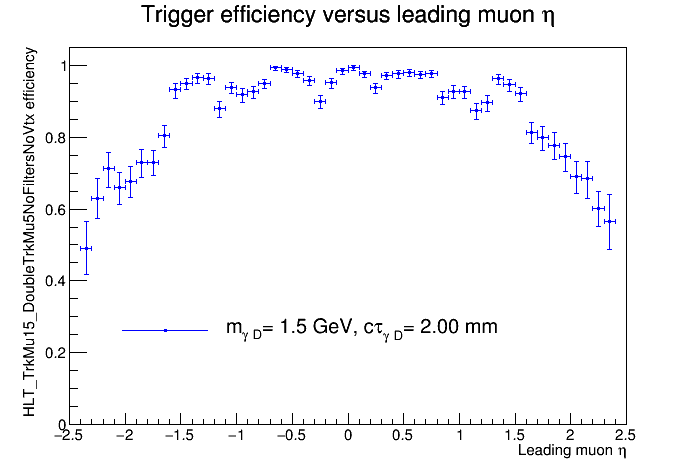 Trigger efficiency versus leading muon η
HLT_TrkMu15_DoubleTrkMu5NoFiltersNoVtx efficiency
1
0.8
0.6
0.4
0.2
0
m_γ D= 1.5 GeV, cτ_γ D= 2.00 mm
−2.5 −2 −1.5 −1 −0.5 0 0.5 1 1.5 2 2.5
Leading muon η